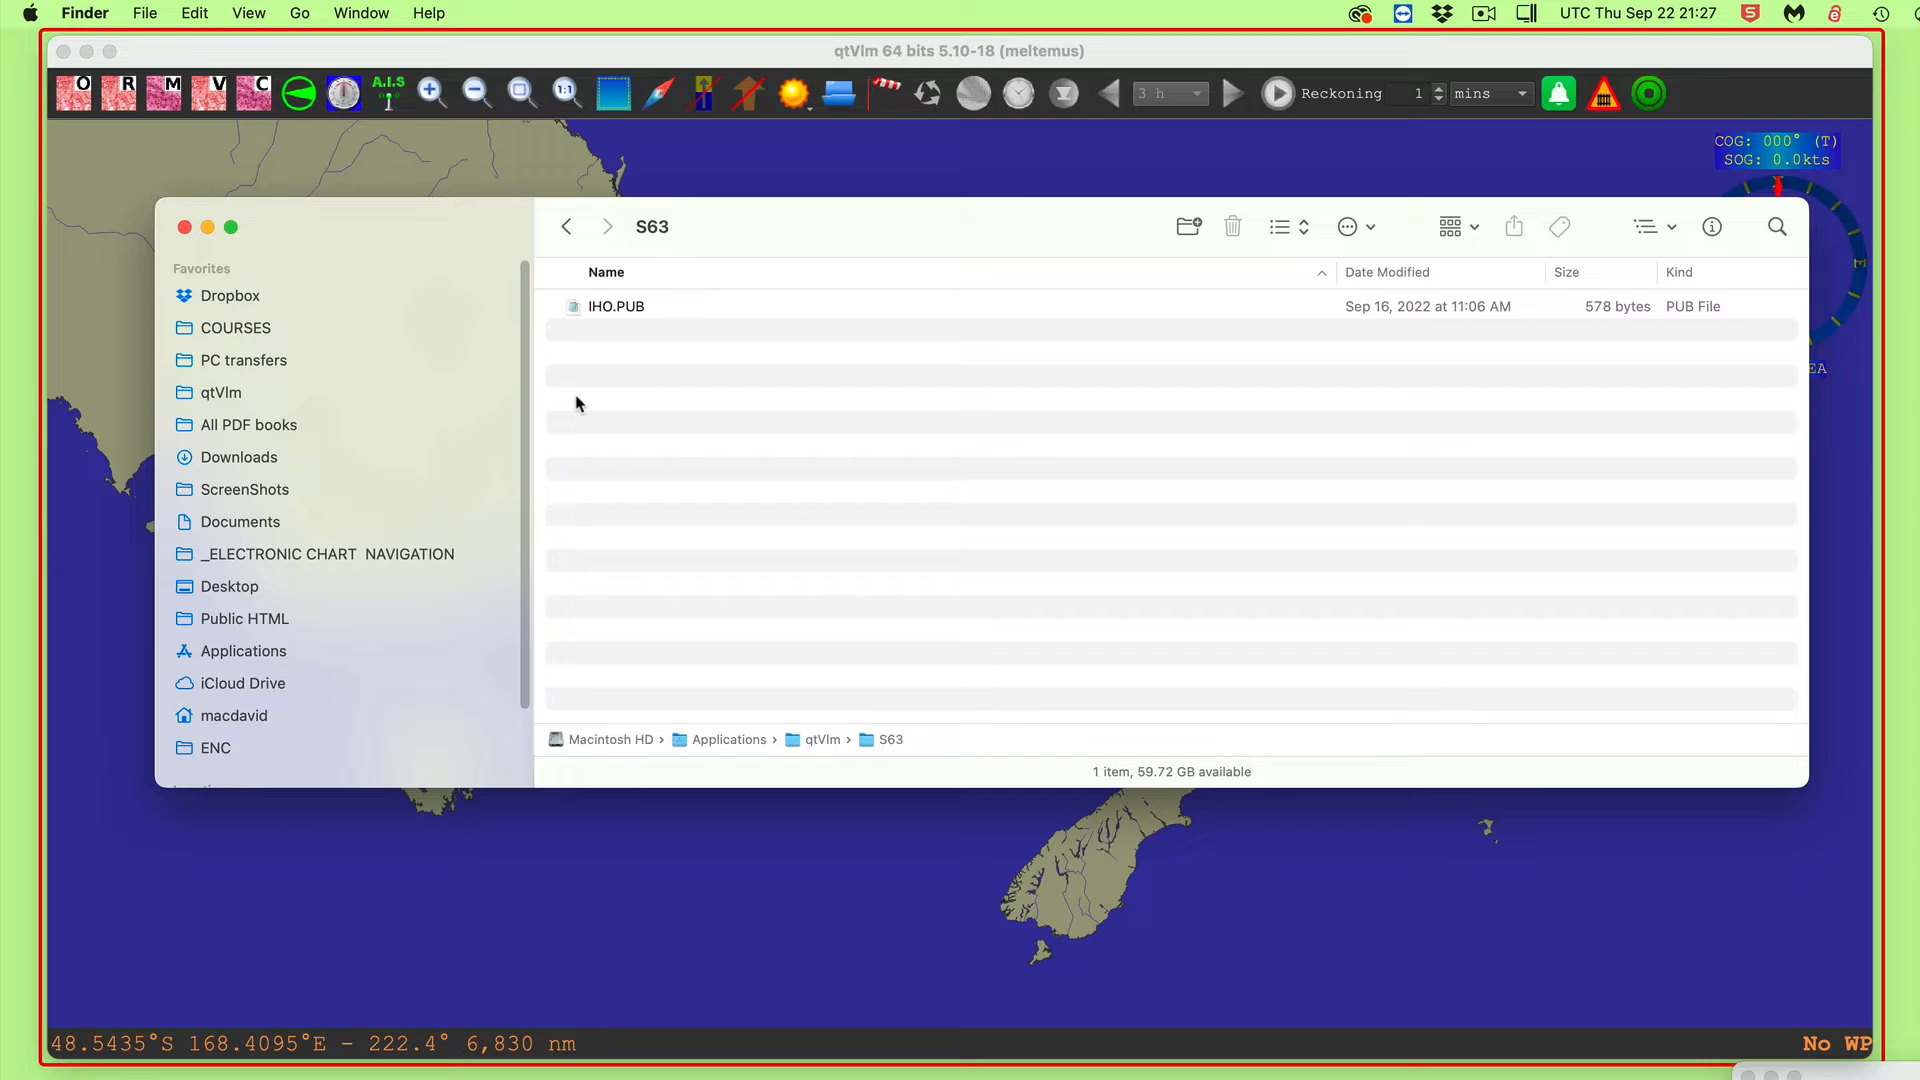 Finder File Edit View Go Window Help UTC Thu Sep 22 21:27
qtVlm 64 bits 5.10-18 (meltemus)
O R M V C A.I.S 1:1 3 h Reckoning 1 mins
COG: 000° (T)
SOG: 0.0kts
S63
Favorites
Name Date Modified Size Kind
Dropbox
IHO.PUB Sep 16, 2022 at 11:06 AM 578 bytes PUB File
COURSES
PC transfers
EA
qtVlm
All PDF books
Downloads
ScreenShots
Documents
_ELECTRONIC CHART NAVIGATION
Desktop
Public HTML
Applications
iCloud Drive
macdavid
Macintosh HD › Applications › qtVlm › S63
ENC
1 item, 59.72 GB available
48.5435°S 168.4095°E - 222.4° 6,830 nm
No WP